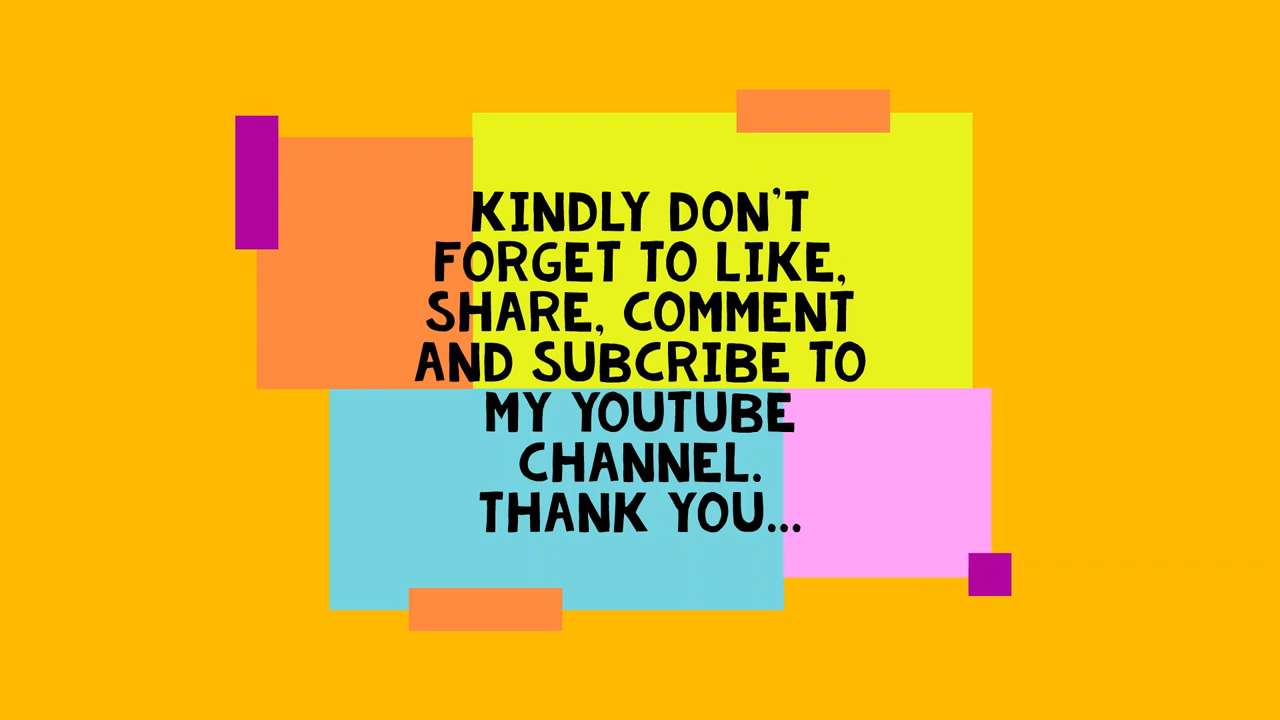 KINDLY DON'T
FORGET TO LIKE,
SHARE, COMMENT
AND SUBCRIBE TO
MY YOUTUBE
CHANNEL.
THANK YOU...